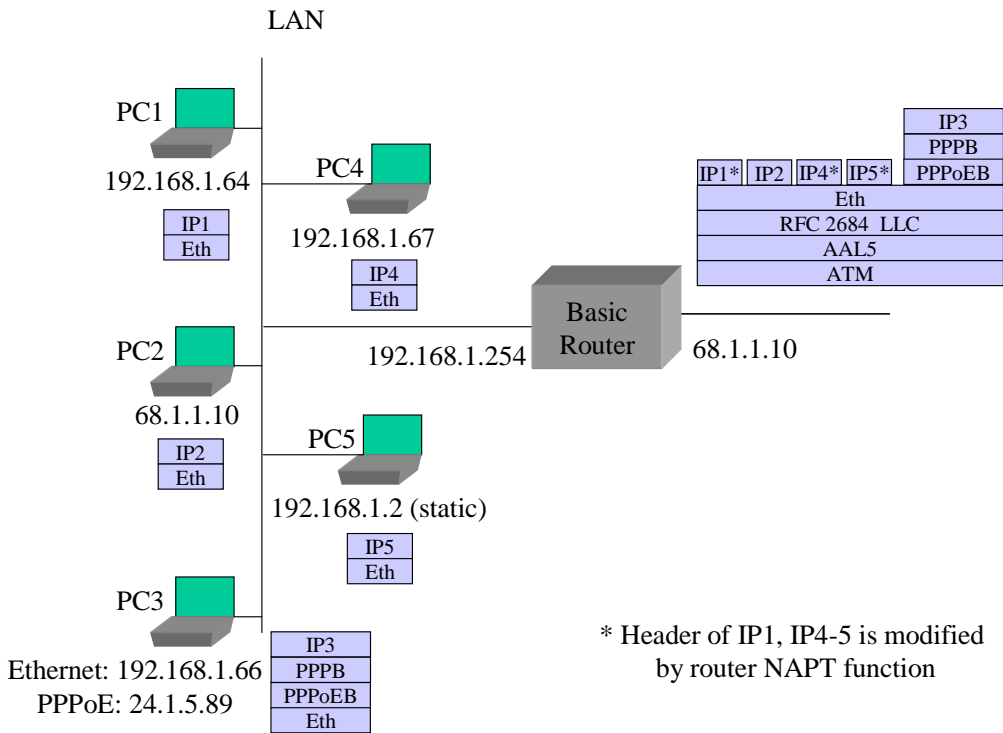 LAN
PC1
192.168.1.64
IP1
Eth
PC4
192.168.1.67
IP4
Eth
PC2
68.1.1.10
IP2
Eth
PC5
192.168.1.2 (static)
IP5
Eth
PC3
Ethernet: 192.168.1.66
PPPoE: 24.1.5.89
IP3
PPPB
PPPoEB
Eth
192.168.1.254
Basic
Router
68.1.1.10
IP3
PPPB
PPPoEB
IP1* IP2 IP4* IP5*
Eth
RFC 2684 LLC
AAL5
ATM
* Header of IP1, IP4-5 is modified
by router NAPT function